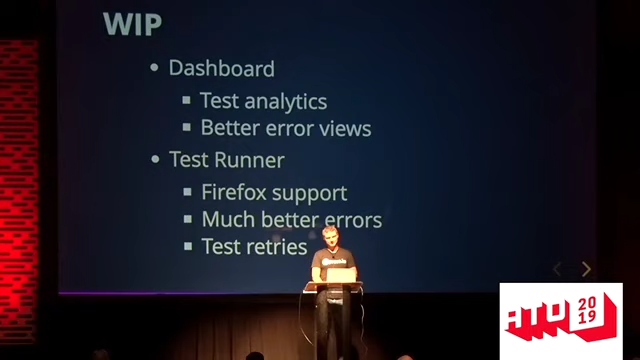 WIP
• Dashboard
▪ Test analytics
▪ Better error views
• Test Runner
▪ Firefox support
▪ Much better errors
▪ Test retries
ATO 2019